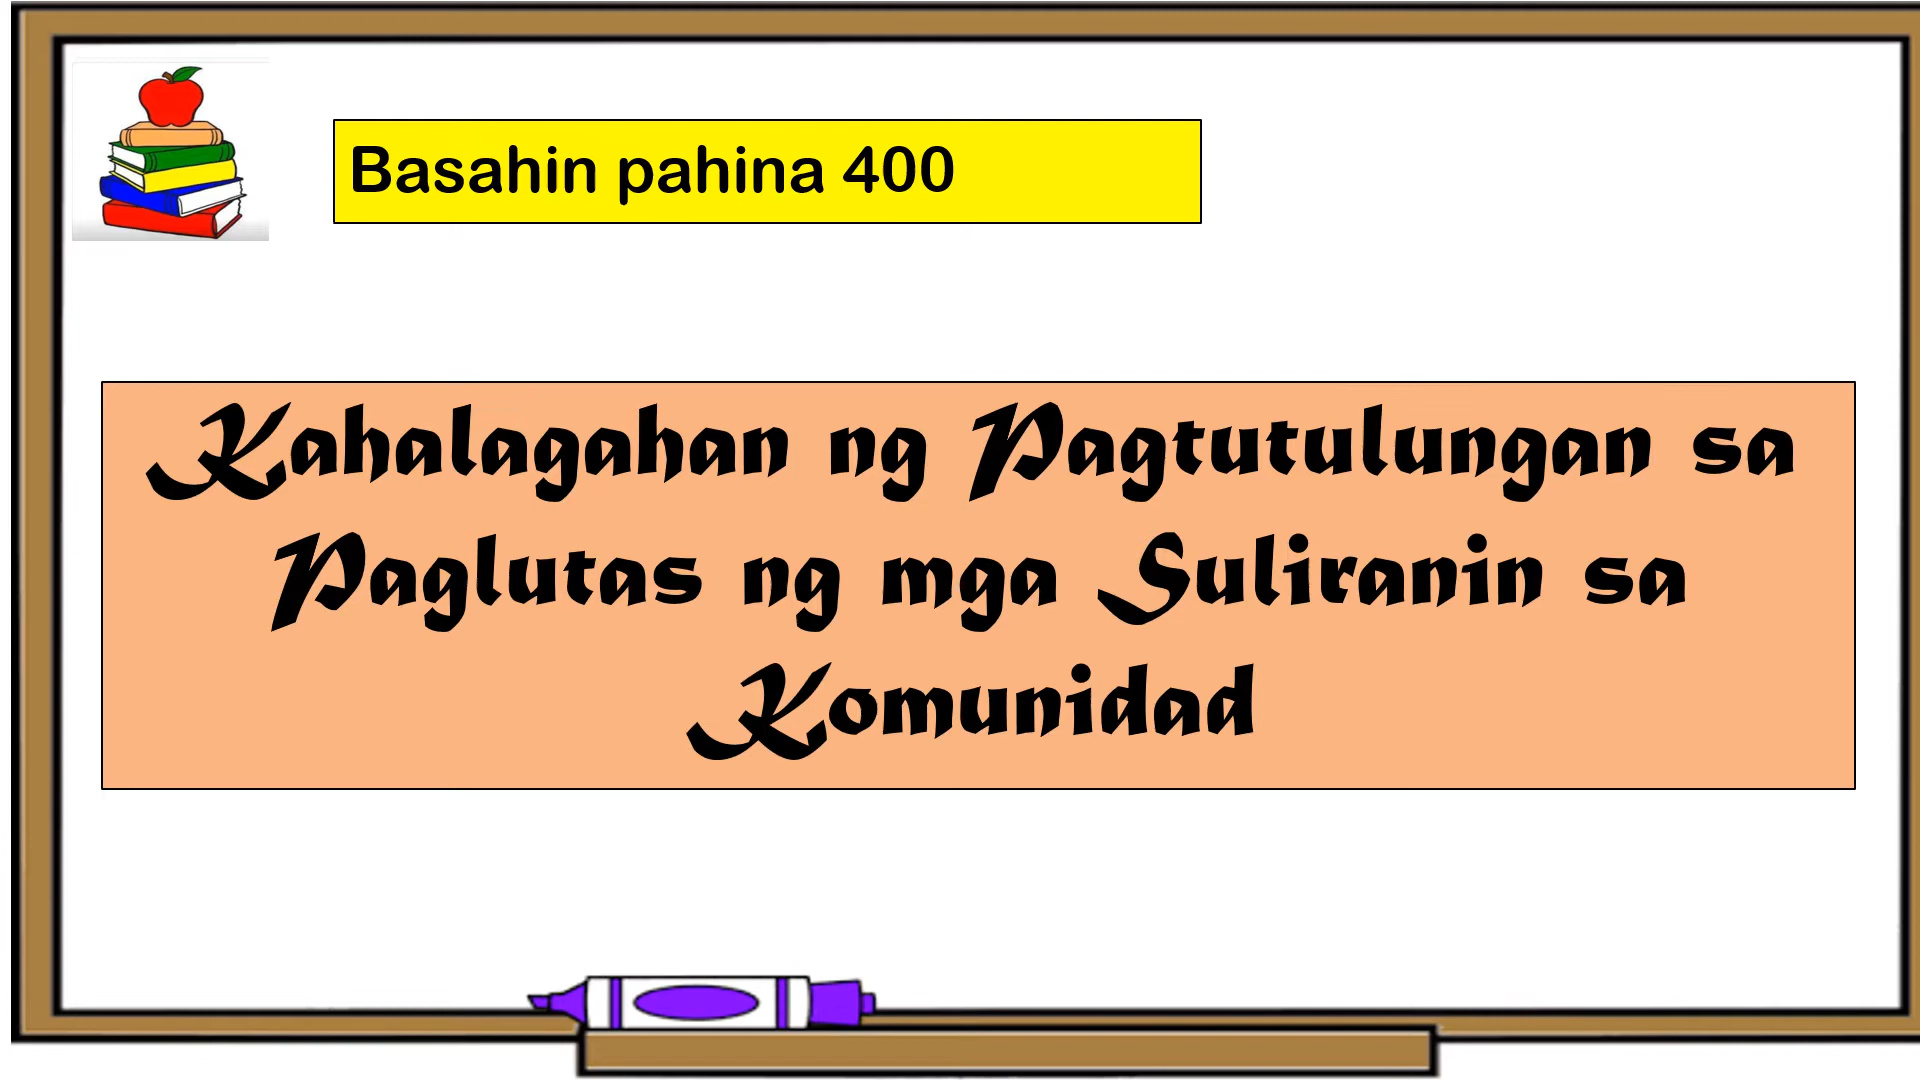 Basahin pahina 400
Kahalagahan ng Pagtutulungan sa
Paglutas ng mga Suliranin sa
Komunidad